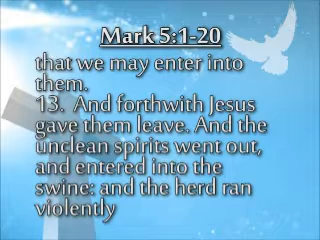 Mark 5:1-20
that we may enter into
them.
13.  And forthwith Jesus
gave them leave. And the
unclean spirits went out,
and entered into the
swine: and the herd ran
violently